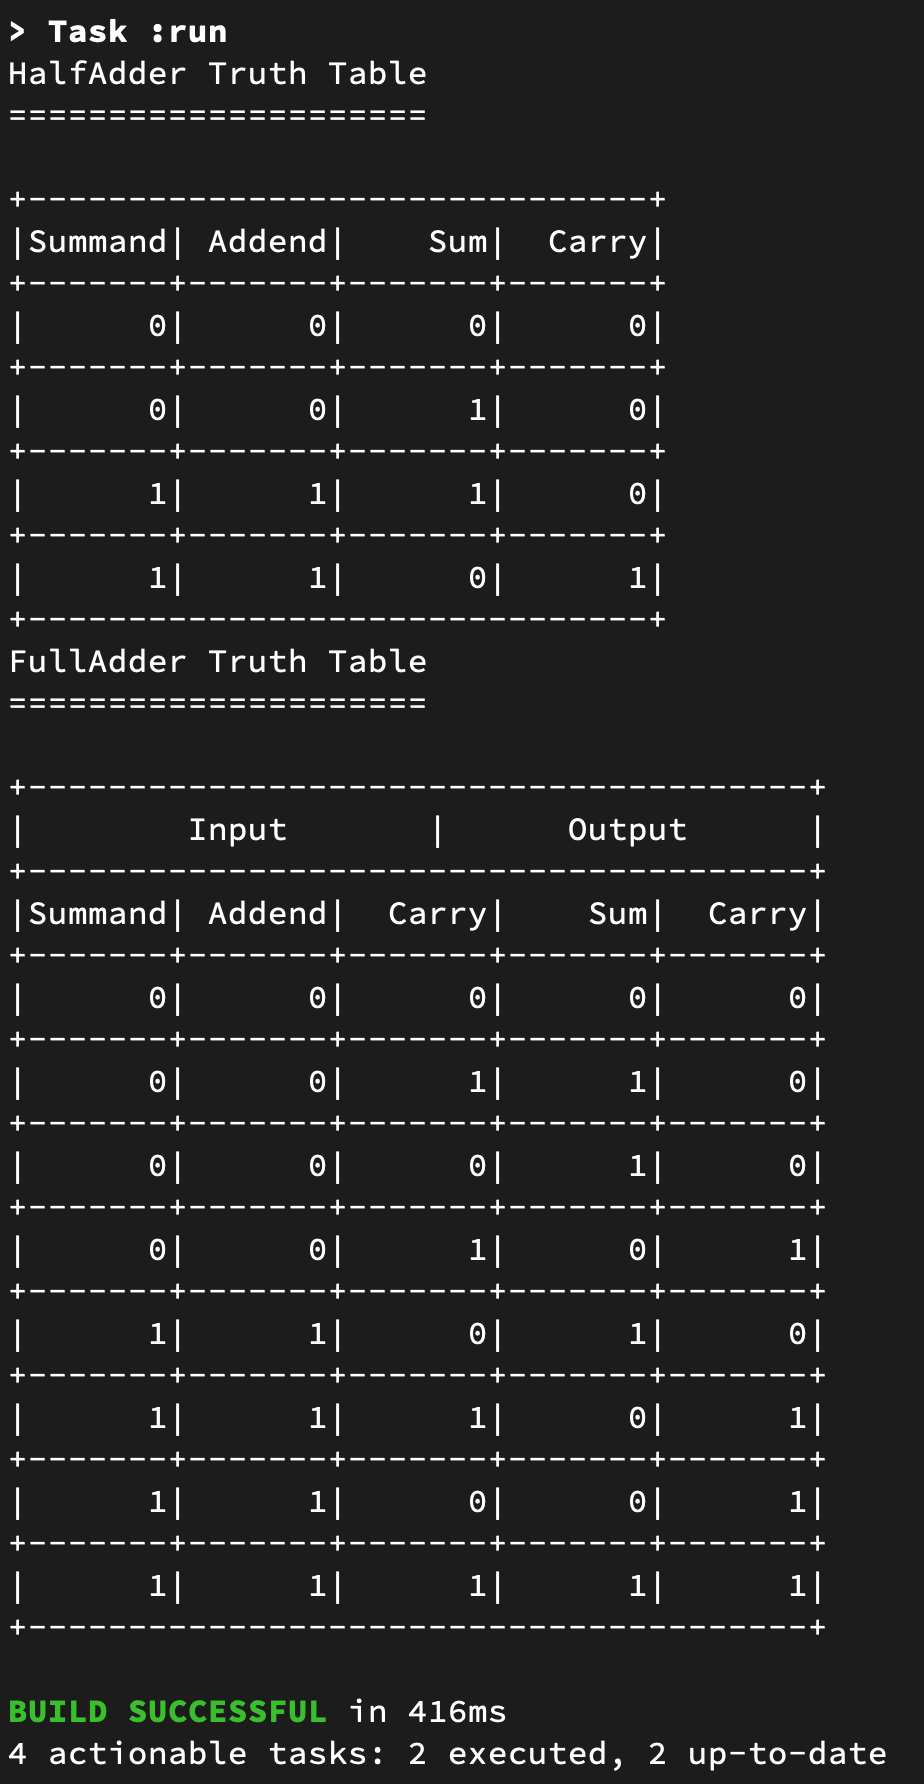 > Task :run
HalfAdder Truth Table
=====================

+-------------------------------+
|Summand| Addend|    Sum|  Carry|
+-------+-------+-------+-------+
|      0|      0|      0|      0|
+-------+-------+-------+-------+
|      0|      0|      1|      0|
+-------+-------+-------+-------+
|      1|      1|      1|      0|
+-------+-------+-------+-------+
|      1|      1|      0|      1|
+-------------------------------+
FullAdder Truth Table
=====================

+---------------------------------------+
|        Input       |      Output      |
+---------------------------------------+
|Summand| Addend|  Carry|    Sum|  Carry|
+-------+-------+-------+-------+-------+
|      0|      0|      0|      0|      0|
+-------+-------+-------+-------+-------+
|      0|      0|      1|      1|      0|
+-------+-------+-------+-------+-------+
|      0|      0|      0|      1|      0|
+-------+-------+-------+-------+-------+
|      0|      0|      1|      0|      1|
+-------+-------+-------+-------+-------+
|      1|      1|      0|      1|      0|
+-------+-------+-------+-------+-------+
|      1|      1|      1|      0|      1|
+-------+-------+-------+-------+-------+
|      1|      1|      0|      0|      1|
+-------+-------+-------+-------+-------+
|      1|      1|      1|      1|      1|
+---------------------------------------+

BUILD SUCCESSFUL in 416ms
4 actionable tasks: 2 executed, 2 up-to-date